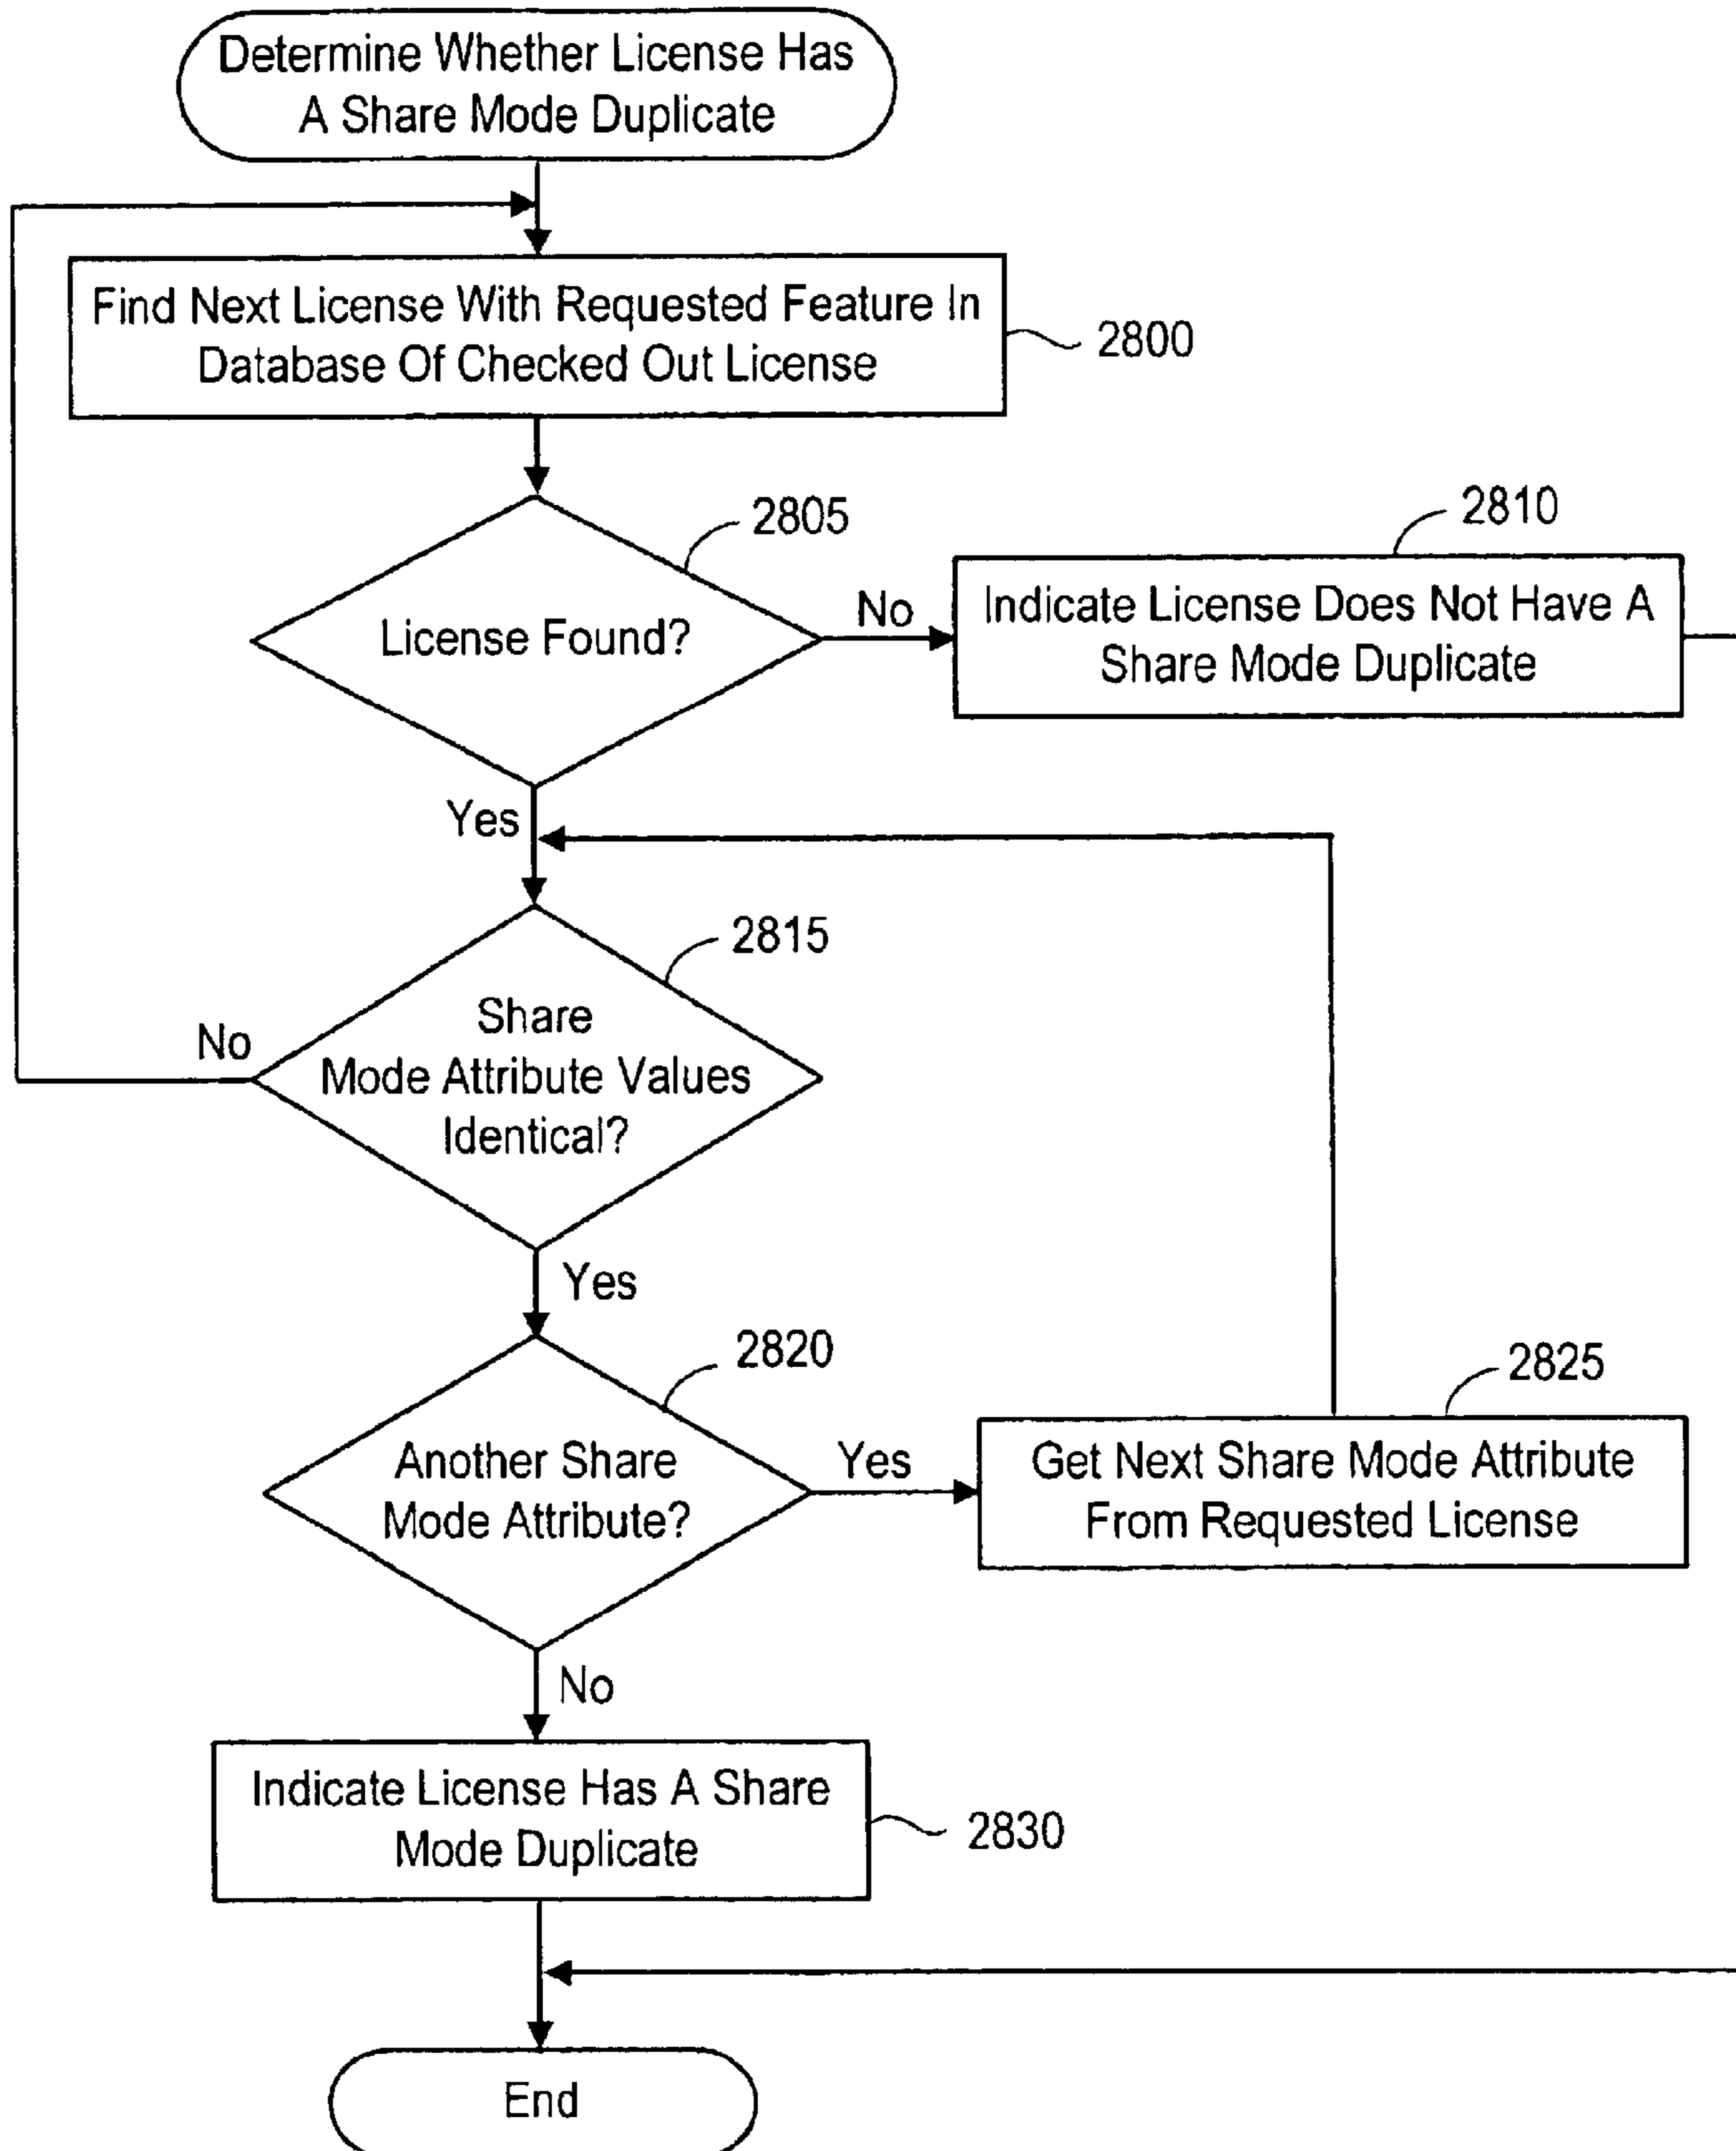 Determine Whether License Has
A Share Mode Duplicate
Find Next License With Requested Feature In
Database Of Checked Out License
2800
2805
License Found?
No
2810
Indicate License Does Not Have A
Share Mode Duplicate
Yes
2815
Share
Mode Attribute Values
Identical?
No
Yes
2820
Another Share
Mode Attribute?
Yes
2825
Get Next Share Mode Attribute
From Requested License
No
Indicate License Has A Share
Mode Duplicate
2830
End